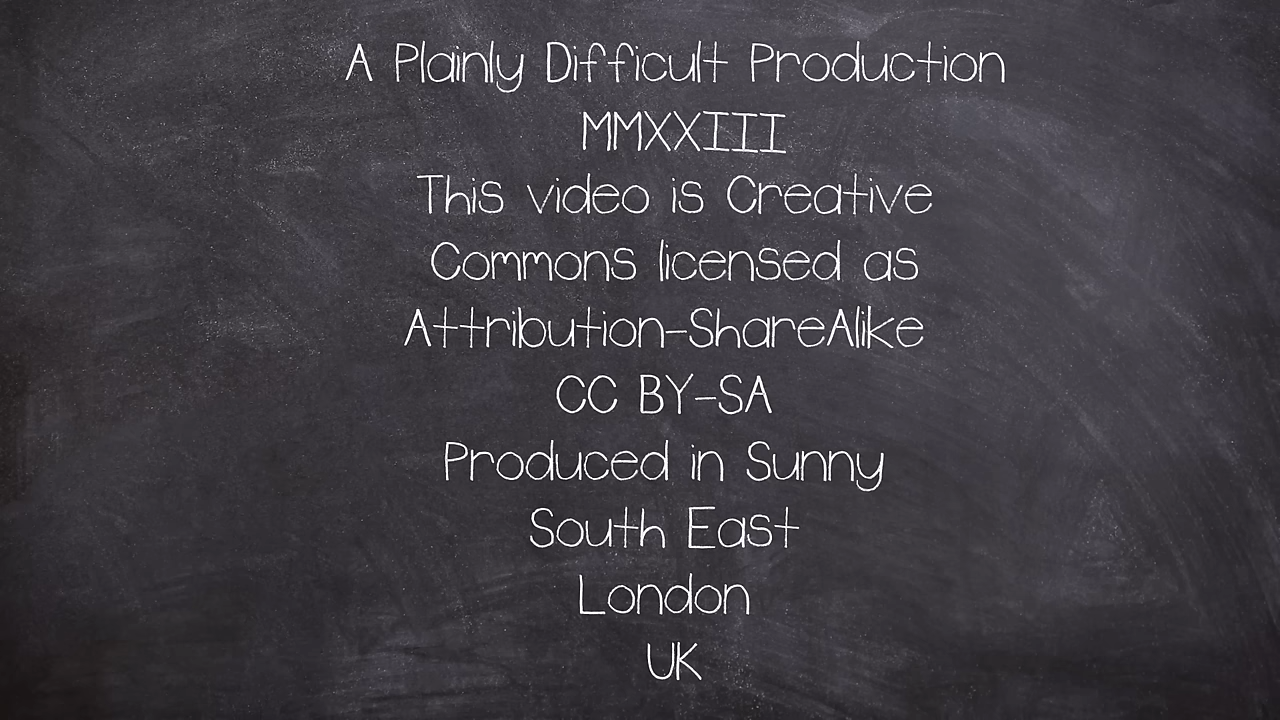 A Plainly Difficult Production
MMXXIII
This video is Creative
Commons licensed as
Attribution-ShareAlike
CC BY-SA
Produced in Sunny
South East
London
UK